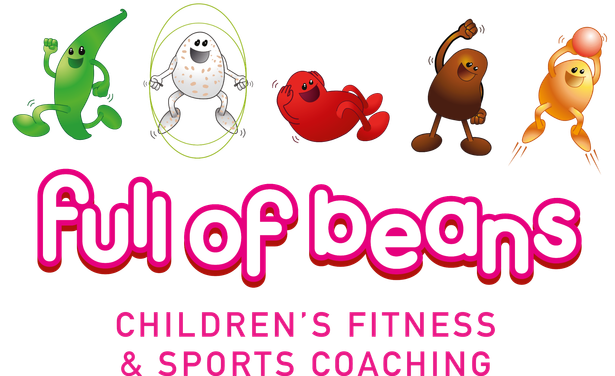 full of beans
CHILDREN'S FITNESS
& SPORTS COACHING